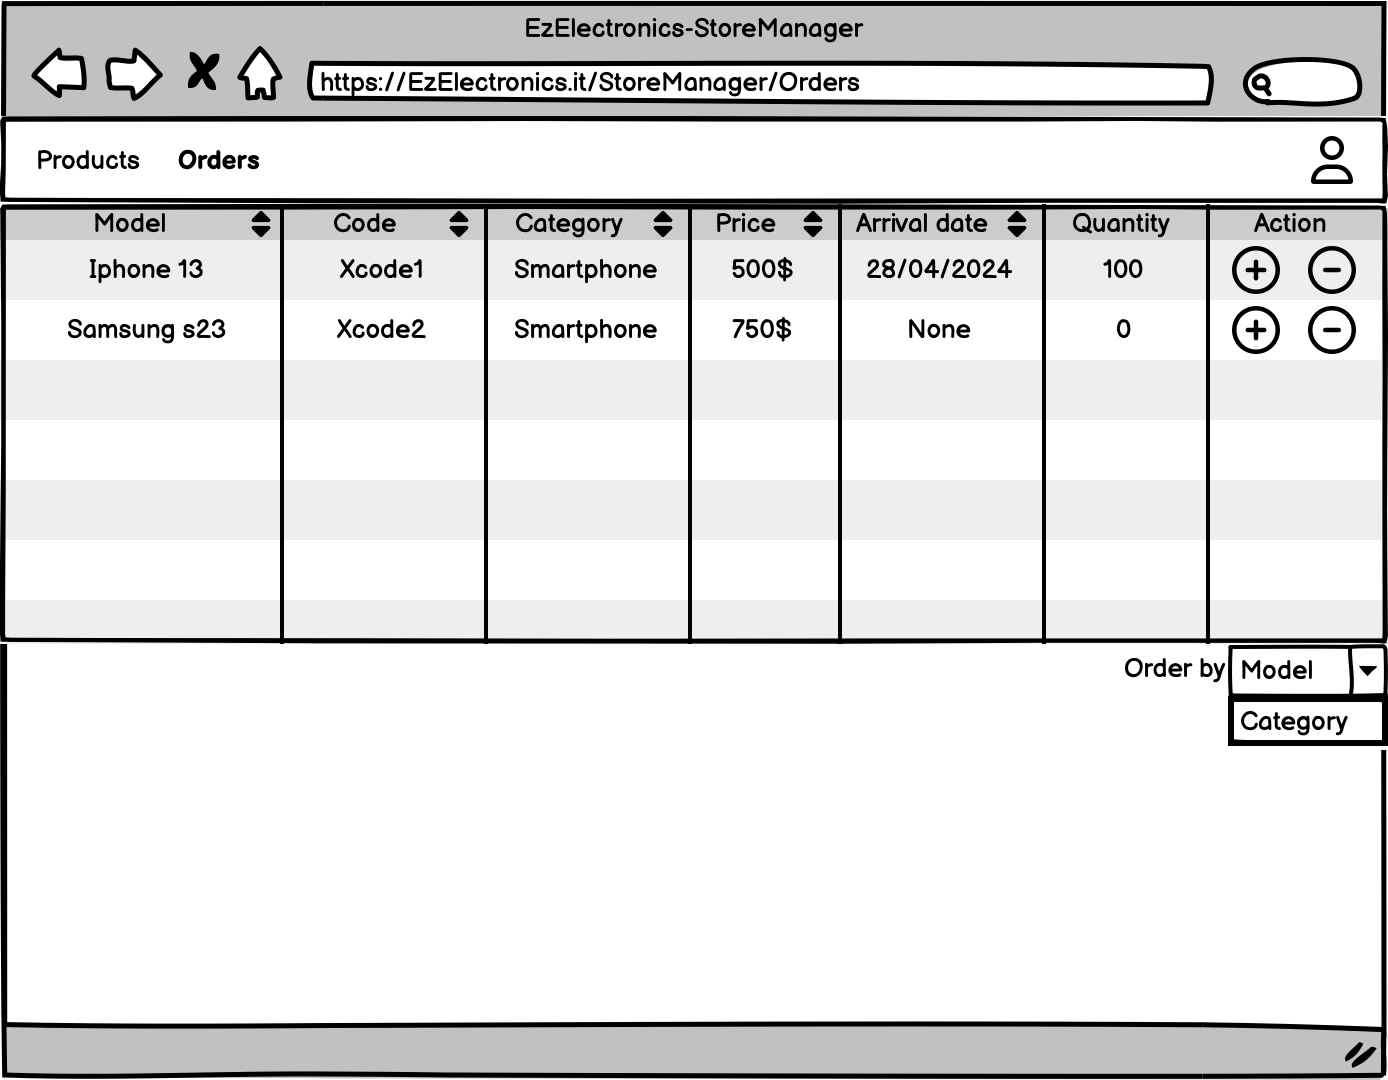 EzElectronics-StoreManager
https://EzElectronics.it/StoreManager/Orders
Products Orders
Model Code Category Price Arrival date Quantity Action
Iphone 13 Xcode1 Smartphone 500$ 28/04/2024 100
Samsung s23 Xcode2 Smartphone 750$ None 0
Order by Model
Category